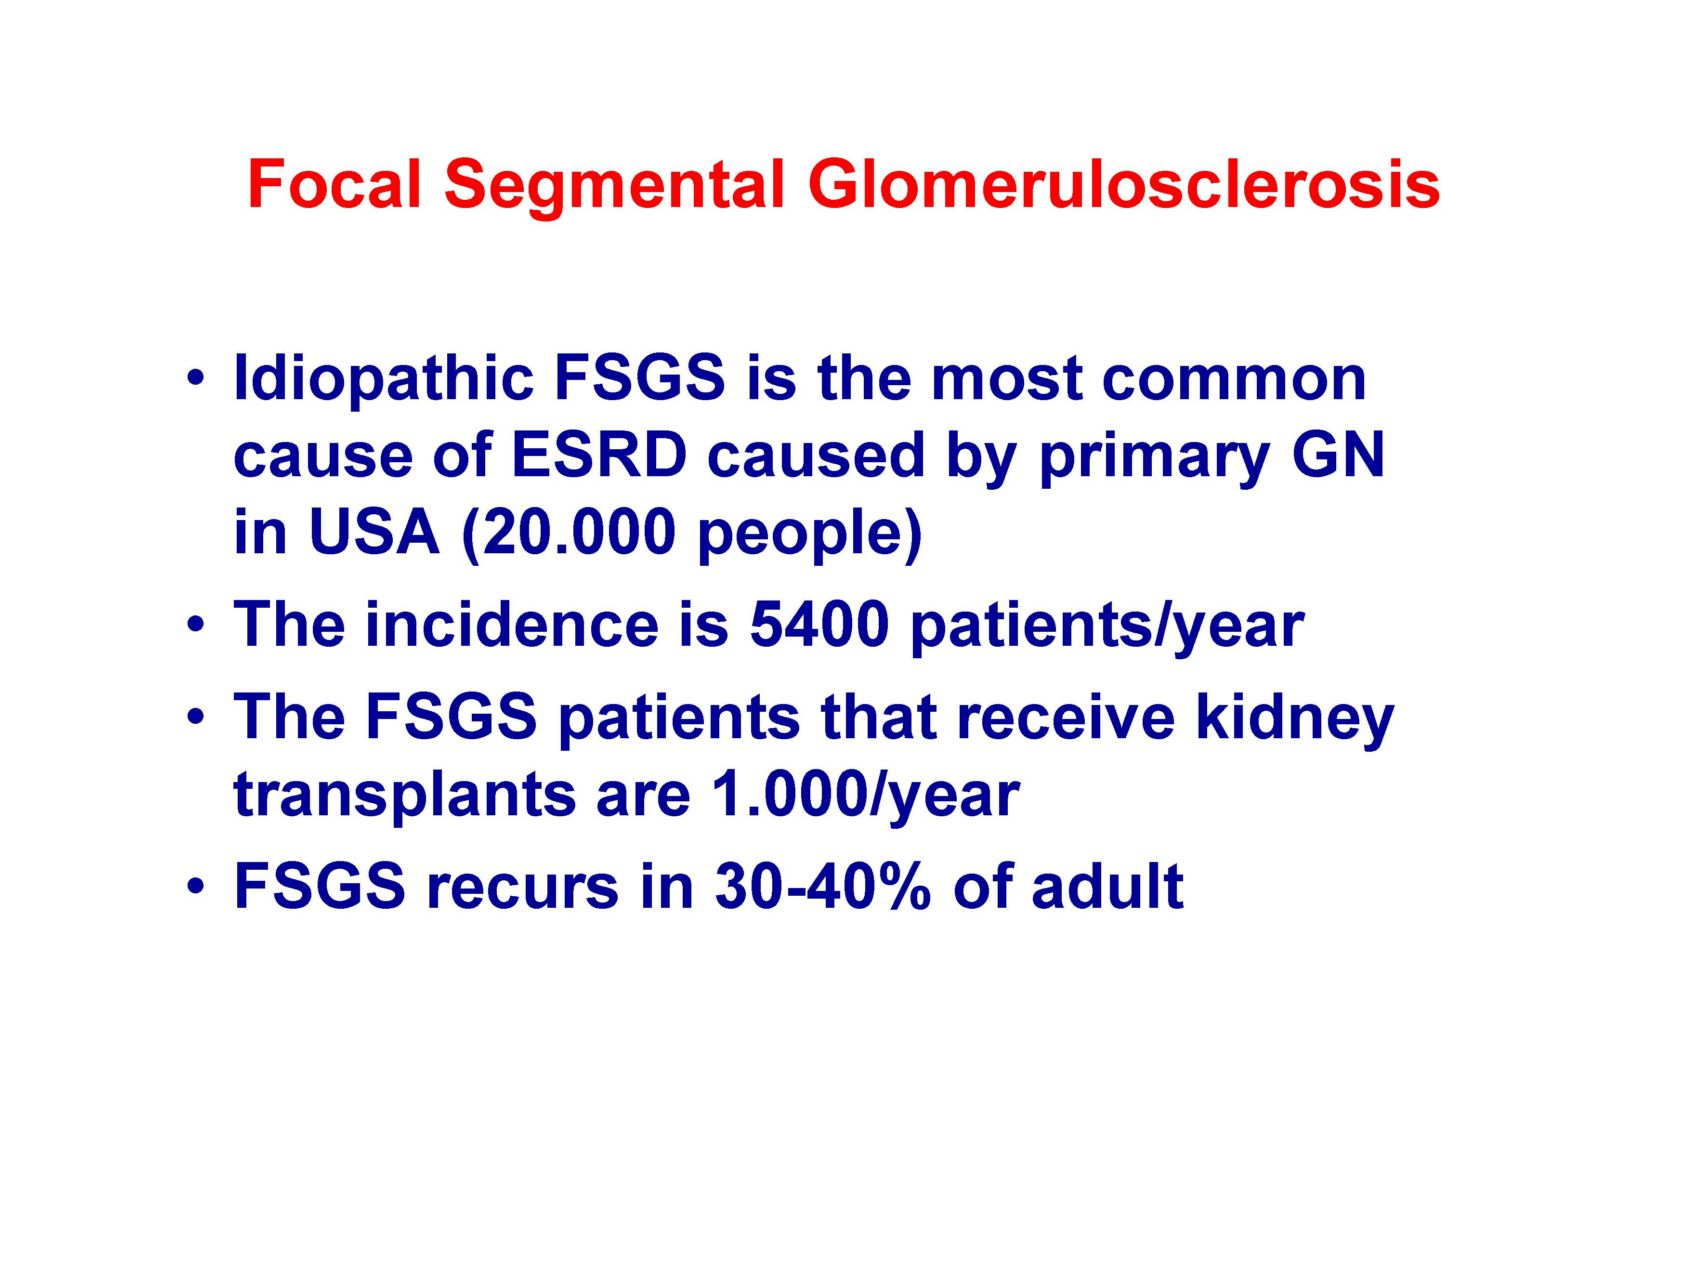 Focal Segmental Glomerulosclerosis
• Idiopathic FSGS is the most common
cause of ESRD caused by primary GN
in USA (20.000 people)
• The incidence is 5400 patients/year
• The FSGS patients that receive kidney
transplants are 1.000/year
• FSGS recurs in 30-40% of adult